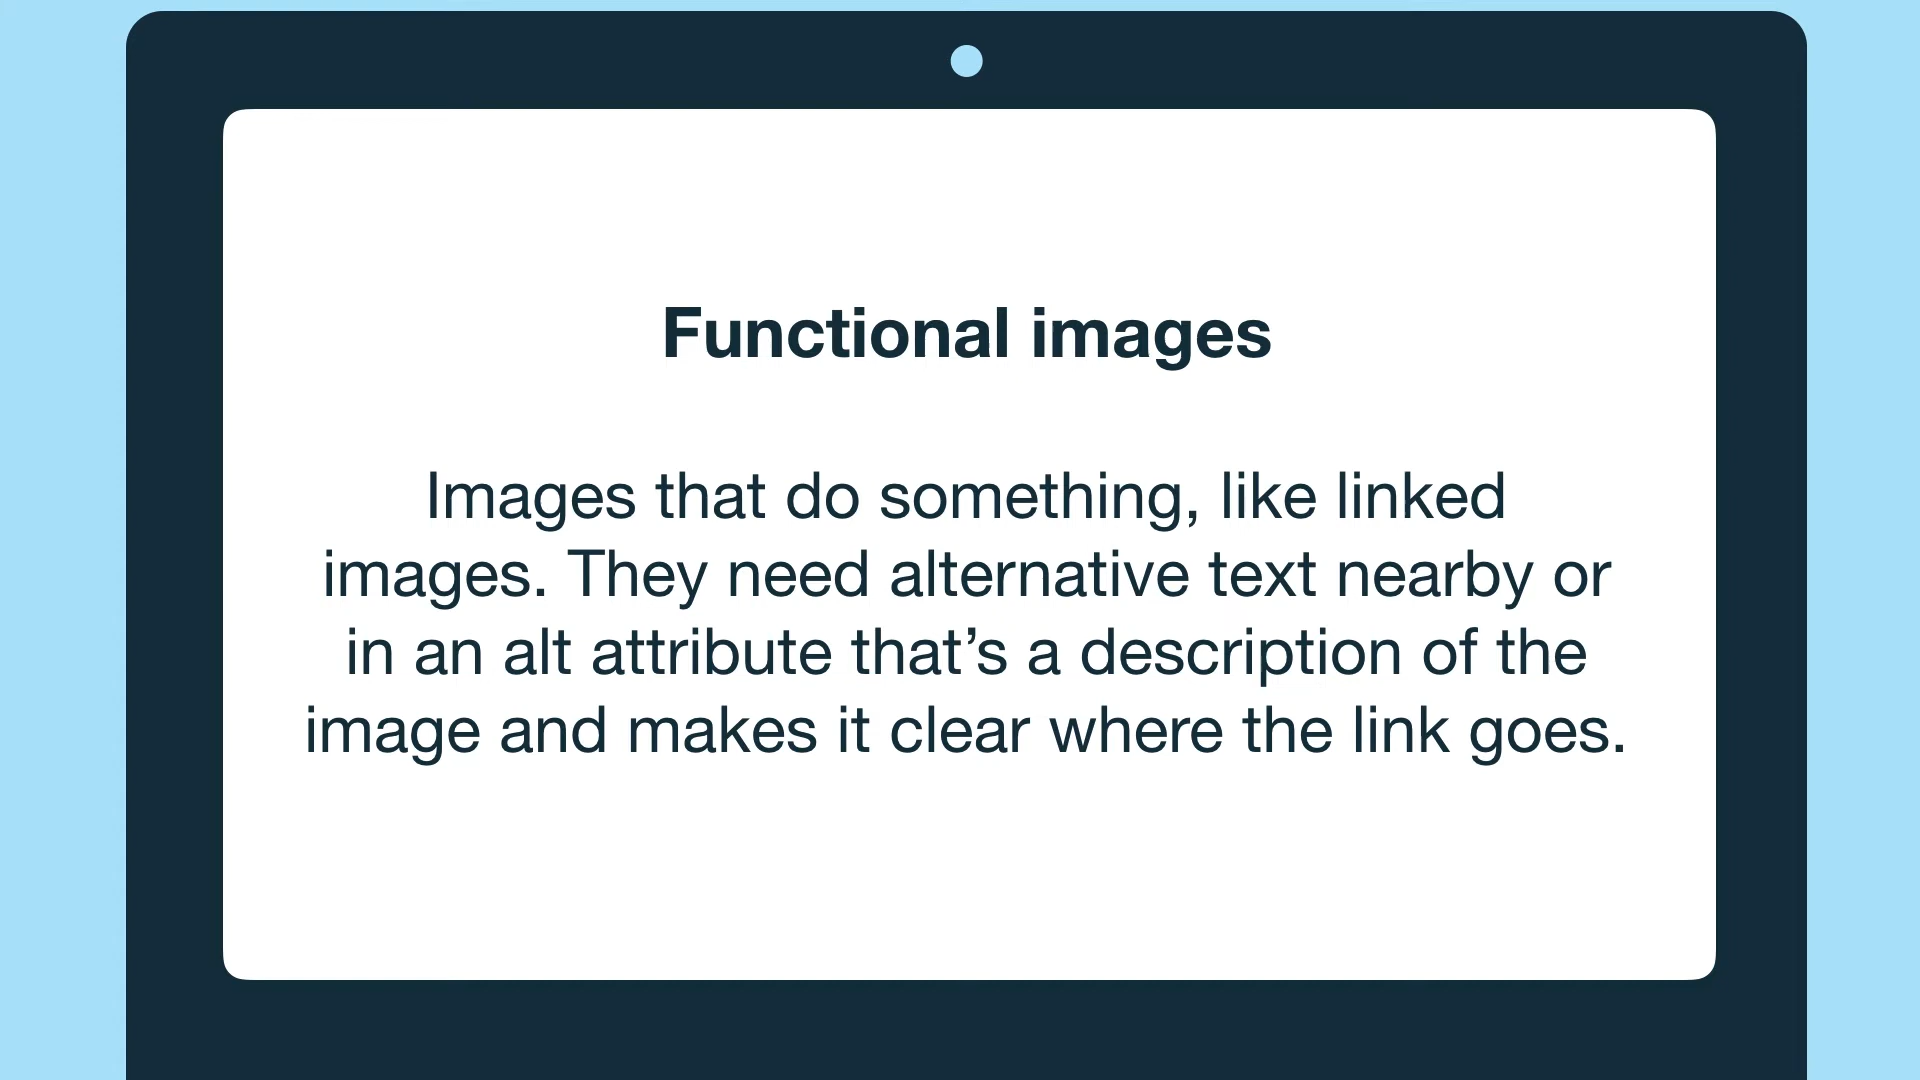 Functional images
Images that do something, like linked
images. They need alternative text nearby or
in an alt attribute that’s a description of the
image and makes it clear where the link goes.